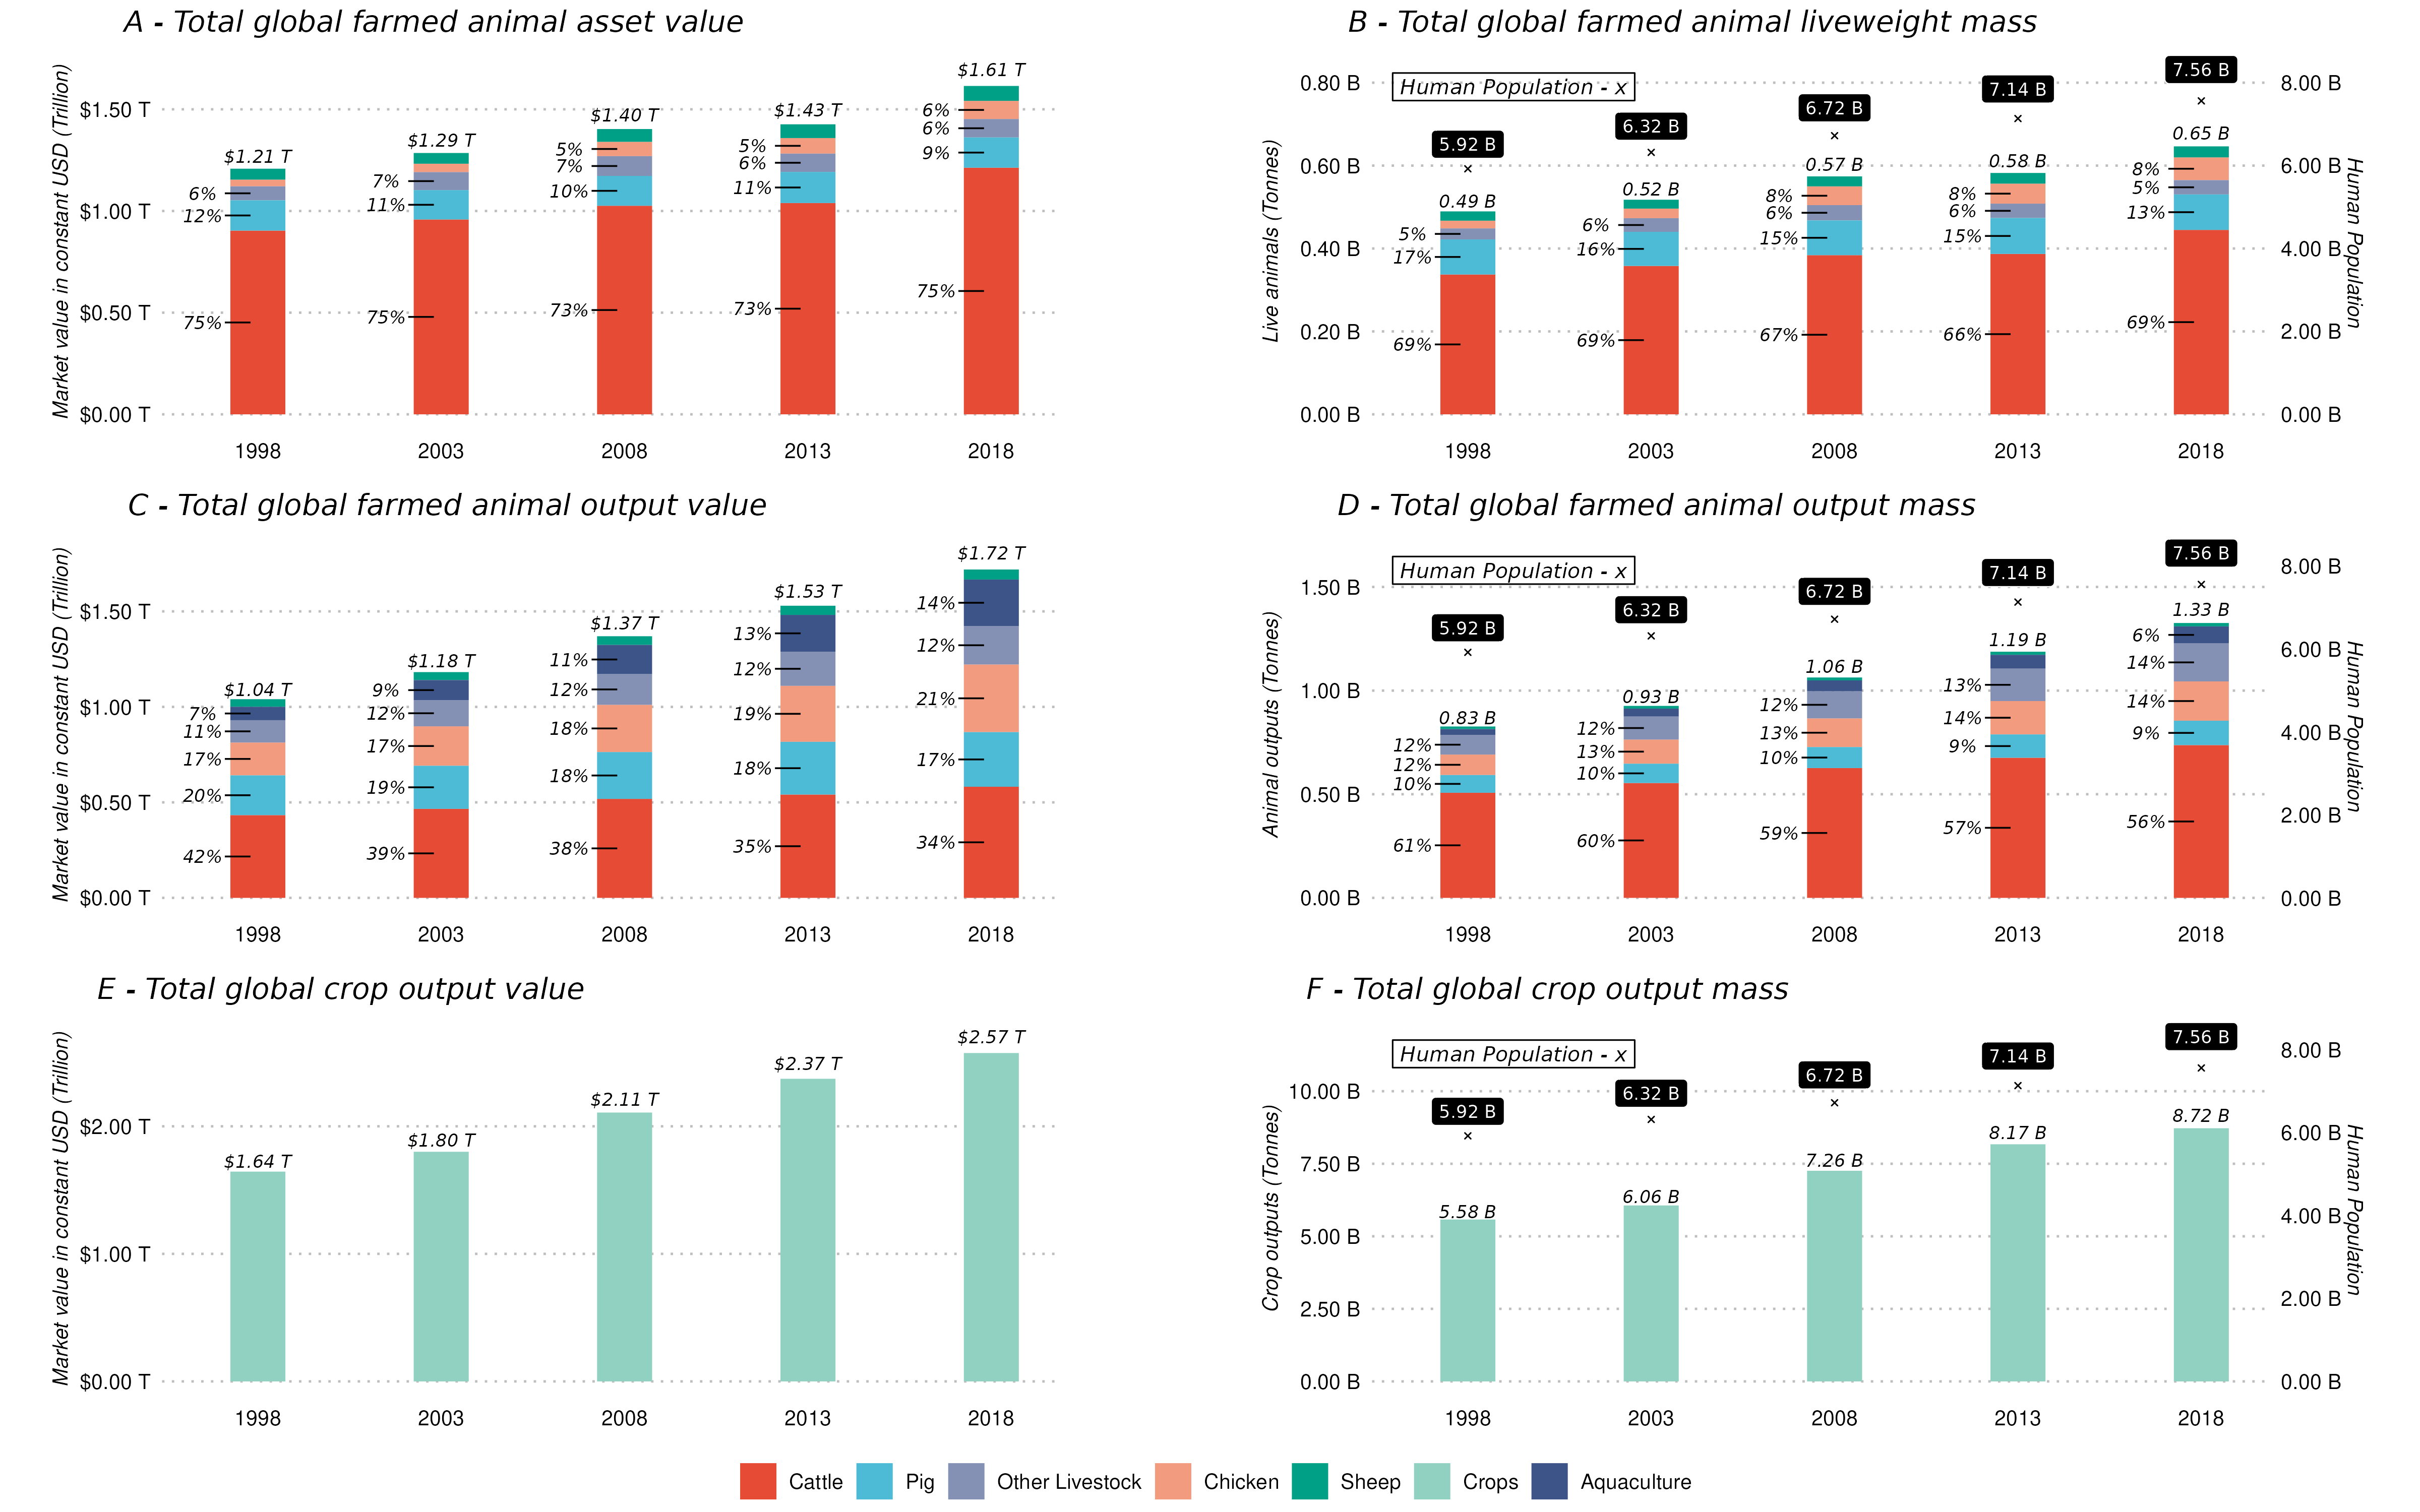 A - Total global farmed animal asset value
Market value in constant USD (Trillion)
$1.50 T
$1.00 T
$0.50 T
$0.00 T
$1.21 T
6%
12%
75%
$1.29 T
7%
11%
75%
$1.40 T
5%
7%
10%
73%
$1.43 T
5%
6%
11%
73%
$1.61 T
6%
6%
9%
75%
1998 2003 2008 2013 2018
B - Total global farmed animal liveweight mass
Human Population - x
Live animals (Tonnes)
0.80 B
0.60 B
0.40 B
0.20 B
0.00 B
5.92 B
0.49 B
5%
17%
69%
6.32 B
0.52 B
6%
16%
69%
6.72 B
0.57 B
8%
6%
15%
67%
7.14 B
0.58 B
8%
6%
15%
66%
7.56 B
0.65 B
8%
5%
13%
69%
8.00 B
6.00 B
4.00 B
2.00 B
0.00 B
Human Population
1998 2003 2008 2013 2018
C - Total global farmed animal output value
Market value in constant USD (Trillion)
$1.50 T
$1.00 T
$0.50 T
$0.00 T
$1.04 T
7%
11%
17%
20%
42%
$1.18 T
9%
12%
17%
19%
39%
$1.37 T
11%
12%
18%
18%
38%
$1.53 T
13%
12%
19%
18%
35%
$1.72 T
14%
12%
21%
17%
34%
1998 2003 2008 2013 2018
D - Total global farmed animal output mass
Human Population - x
Animal outputs (Tonnes)
1.50 B
1.00 B
0.50 B
0.00 B
5.92 B
0.83 B
12%
12%
10%
61%
6.32 B
0.93 B
12%
13%
10%
60%
6.72 B
1.06 B
12%
13%
10%
59%
7.14 B
1.19 B
13%
14%
9%
57%
7.56 B
1.33 B
6%
14%
14%
9%
56%
8.00 B
6.00 B
4.00 B
2.00 B
0.00 B
Human Population
1998 2003 2008 2013 2018
E - Total global crop output value
Market value in constant USD (Trillion)
$2.00 T
$1.00 T
$0.00 T
$1.64 T
$1.80 T
$2.11 T
$2.37 T
$2.57 T
1998 2003 2008 2013 2018
F - Total global crop output mass
Human Population - x
Crop outputs (Tonnes)
10.00 B
7.50 B
5.00 B
2.50 B
0.00 B
5.92 B
5.58 B
6.32 B
6.06 B
6.72 B
7.26 B
7.14 B
8.17 B
7.56 B
8.72 B
8.00 B
6.00 B
4.00 B
2.00 B
0.00 B
Human Population
1998 2003 2008 2013 2018
Cattle Pig Other Livestock Chicken Sheep Crops Aquaculture